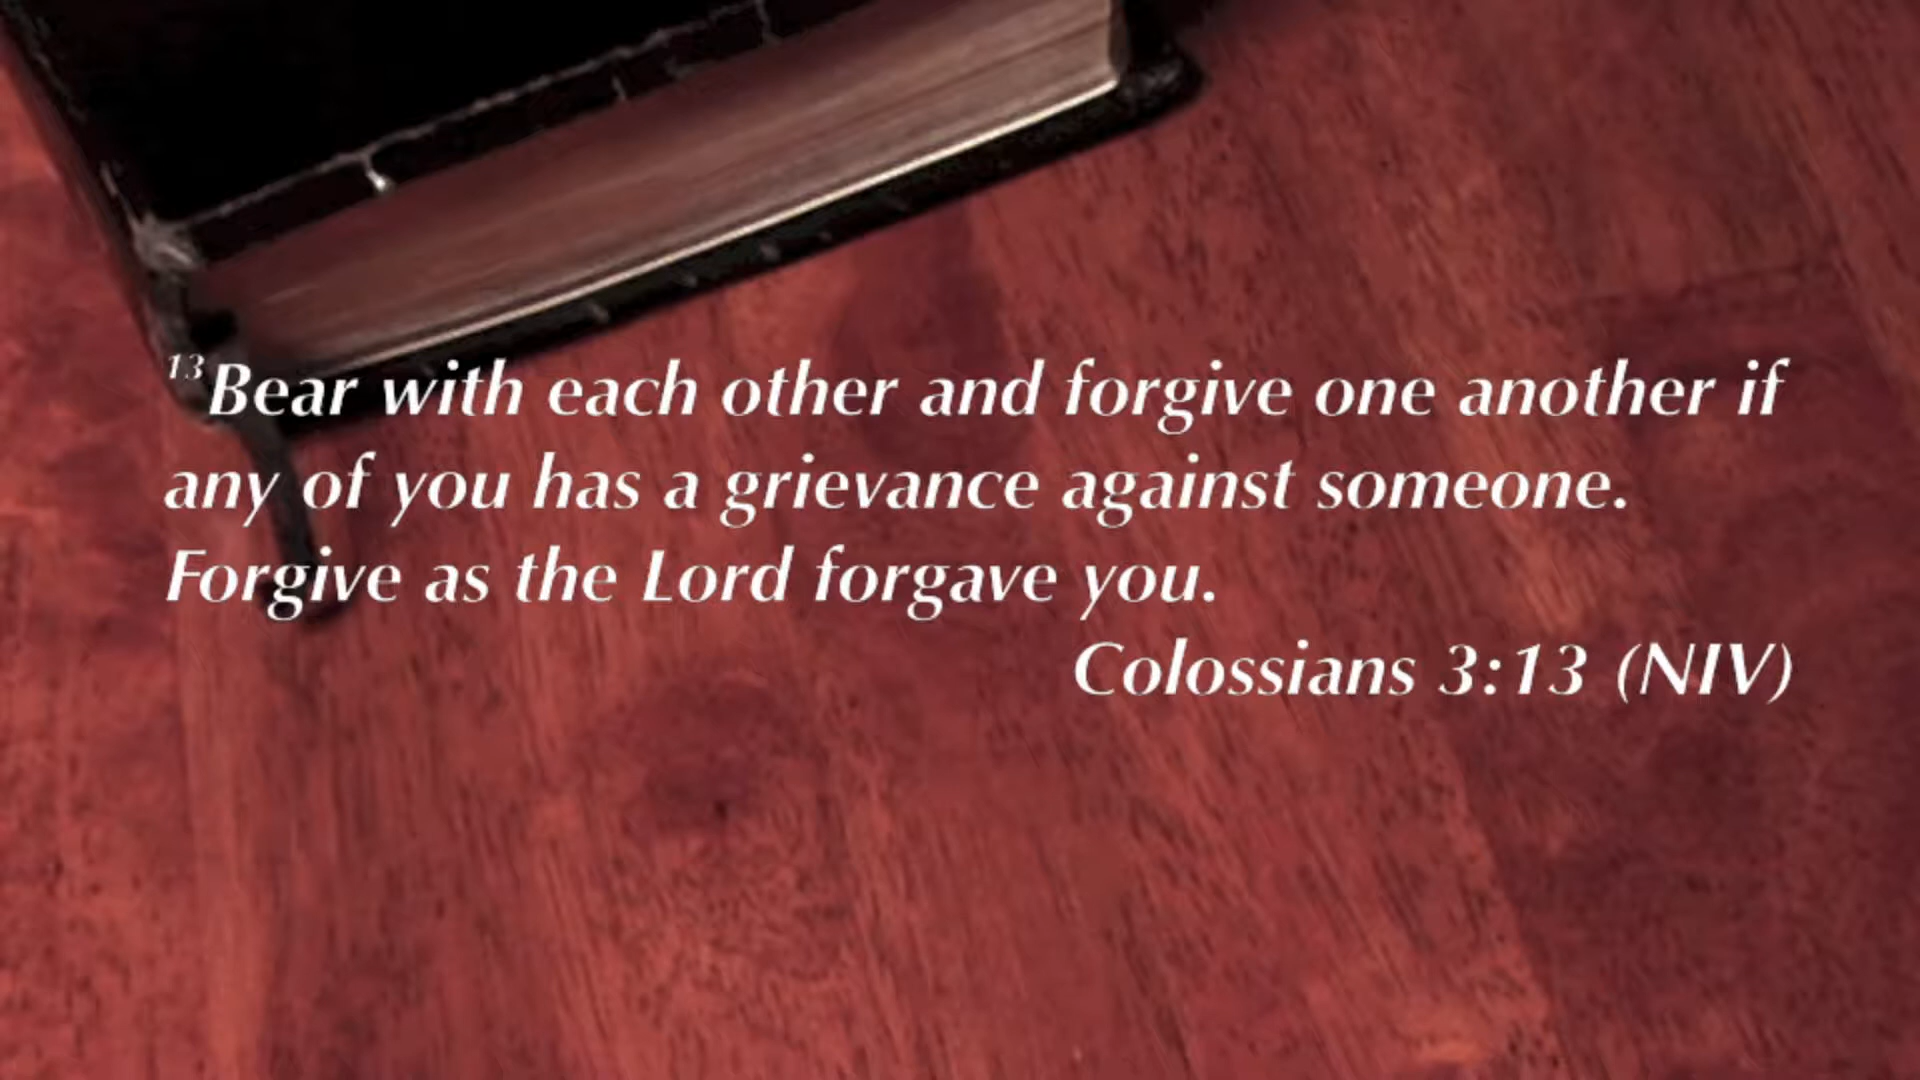 13Bear with each other and forgive one another if
any of you has a grievance against someone.
Forgive as the Lord forgave you.
Colossians 3:13 (NIV)